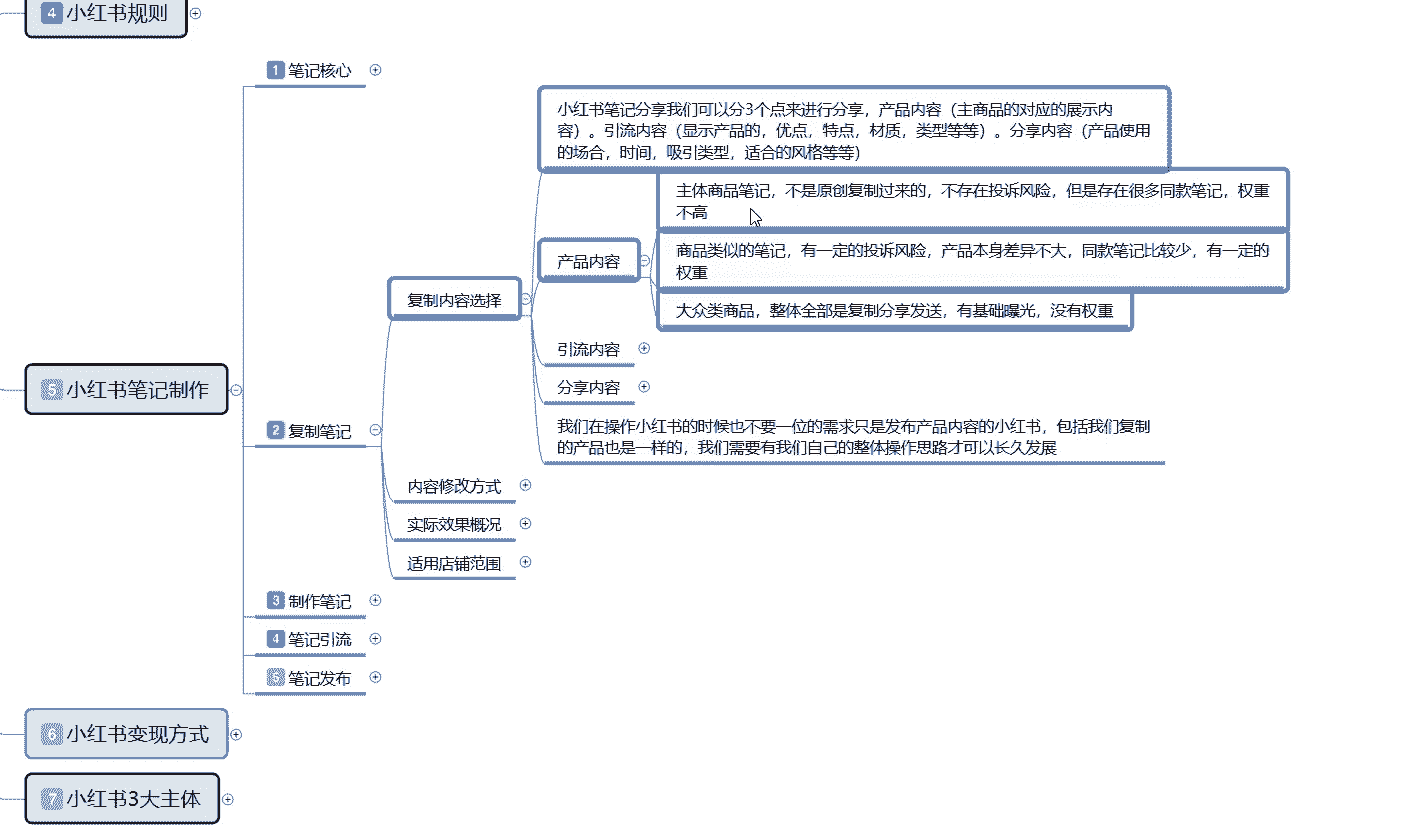 4 小红书规则
1 笔记核心
小红书笔记分享我们可以分3个点来进行分享，产品内容（主商品的对应的展示内
容）。引流内容（显示产品的，优点，特点，材质，类型等等）。分享内容（产品使用
的场合，时间，吸引类型，适合的风格等等）
主体商品笔记，不是原创复制过来的，不存在投诉风险，但是存在很多同款笔记，权重
不高
产品内容
商品类似的笔记，有一定的投诉风险，产品本身差异不大，同款笔记比较少，有一定的
权重
复制内容选择
大众类商品，整体全部是复制分享发送，有基础曝光，没有权重
引流内容
分享内容
5 小红书笔记制作
2 复制笔记
我们在操作小红书的时候也不要一位的需求只是发布产品内容的小红书，包括我们复制
的产品也是一样的，我们需要有我们自己的整体操作思路才可以长久发展
内容修改方式
实际效果概况
适用店铺范围
3 制作笔记
4 笔记引流
5 笔记发布
6 小红书变现方式
7 小红书3大主体